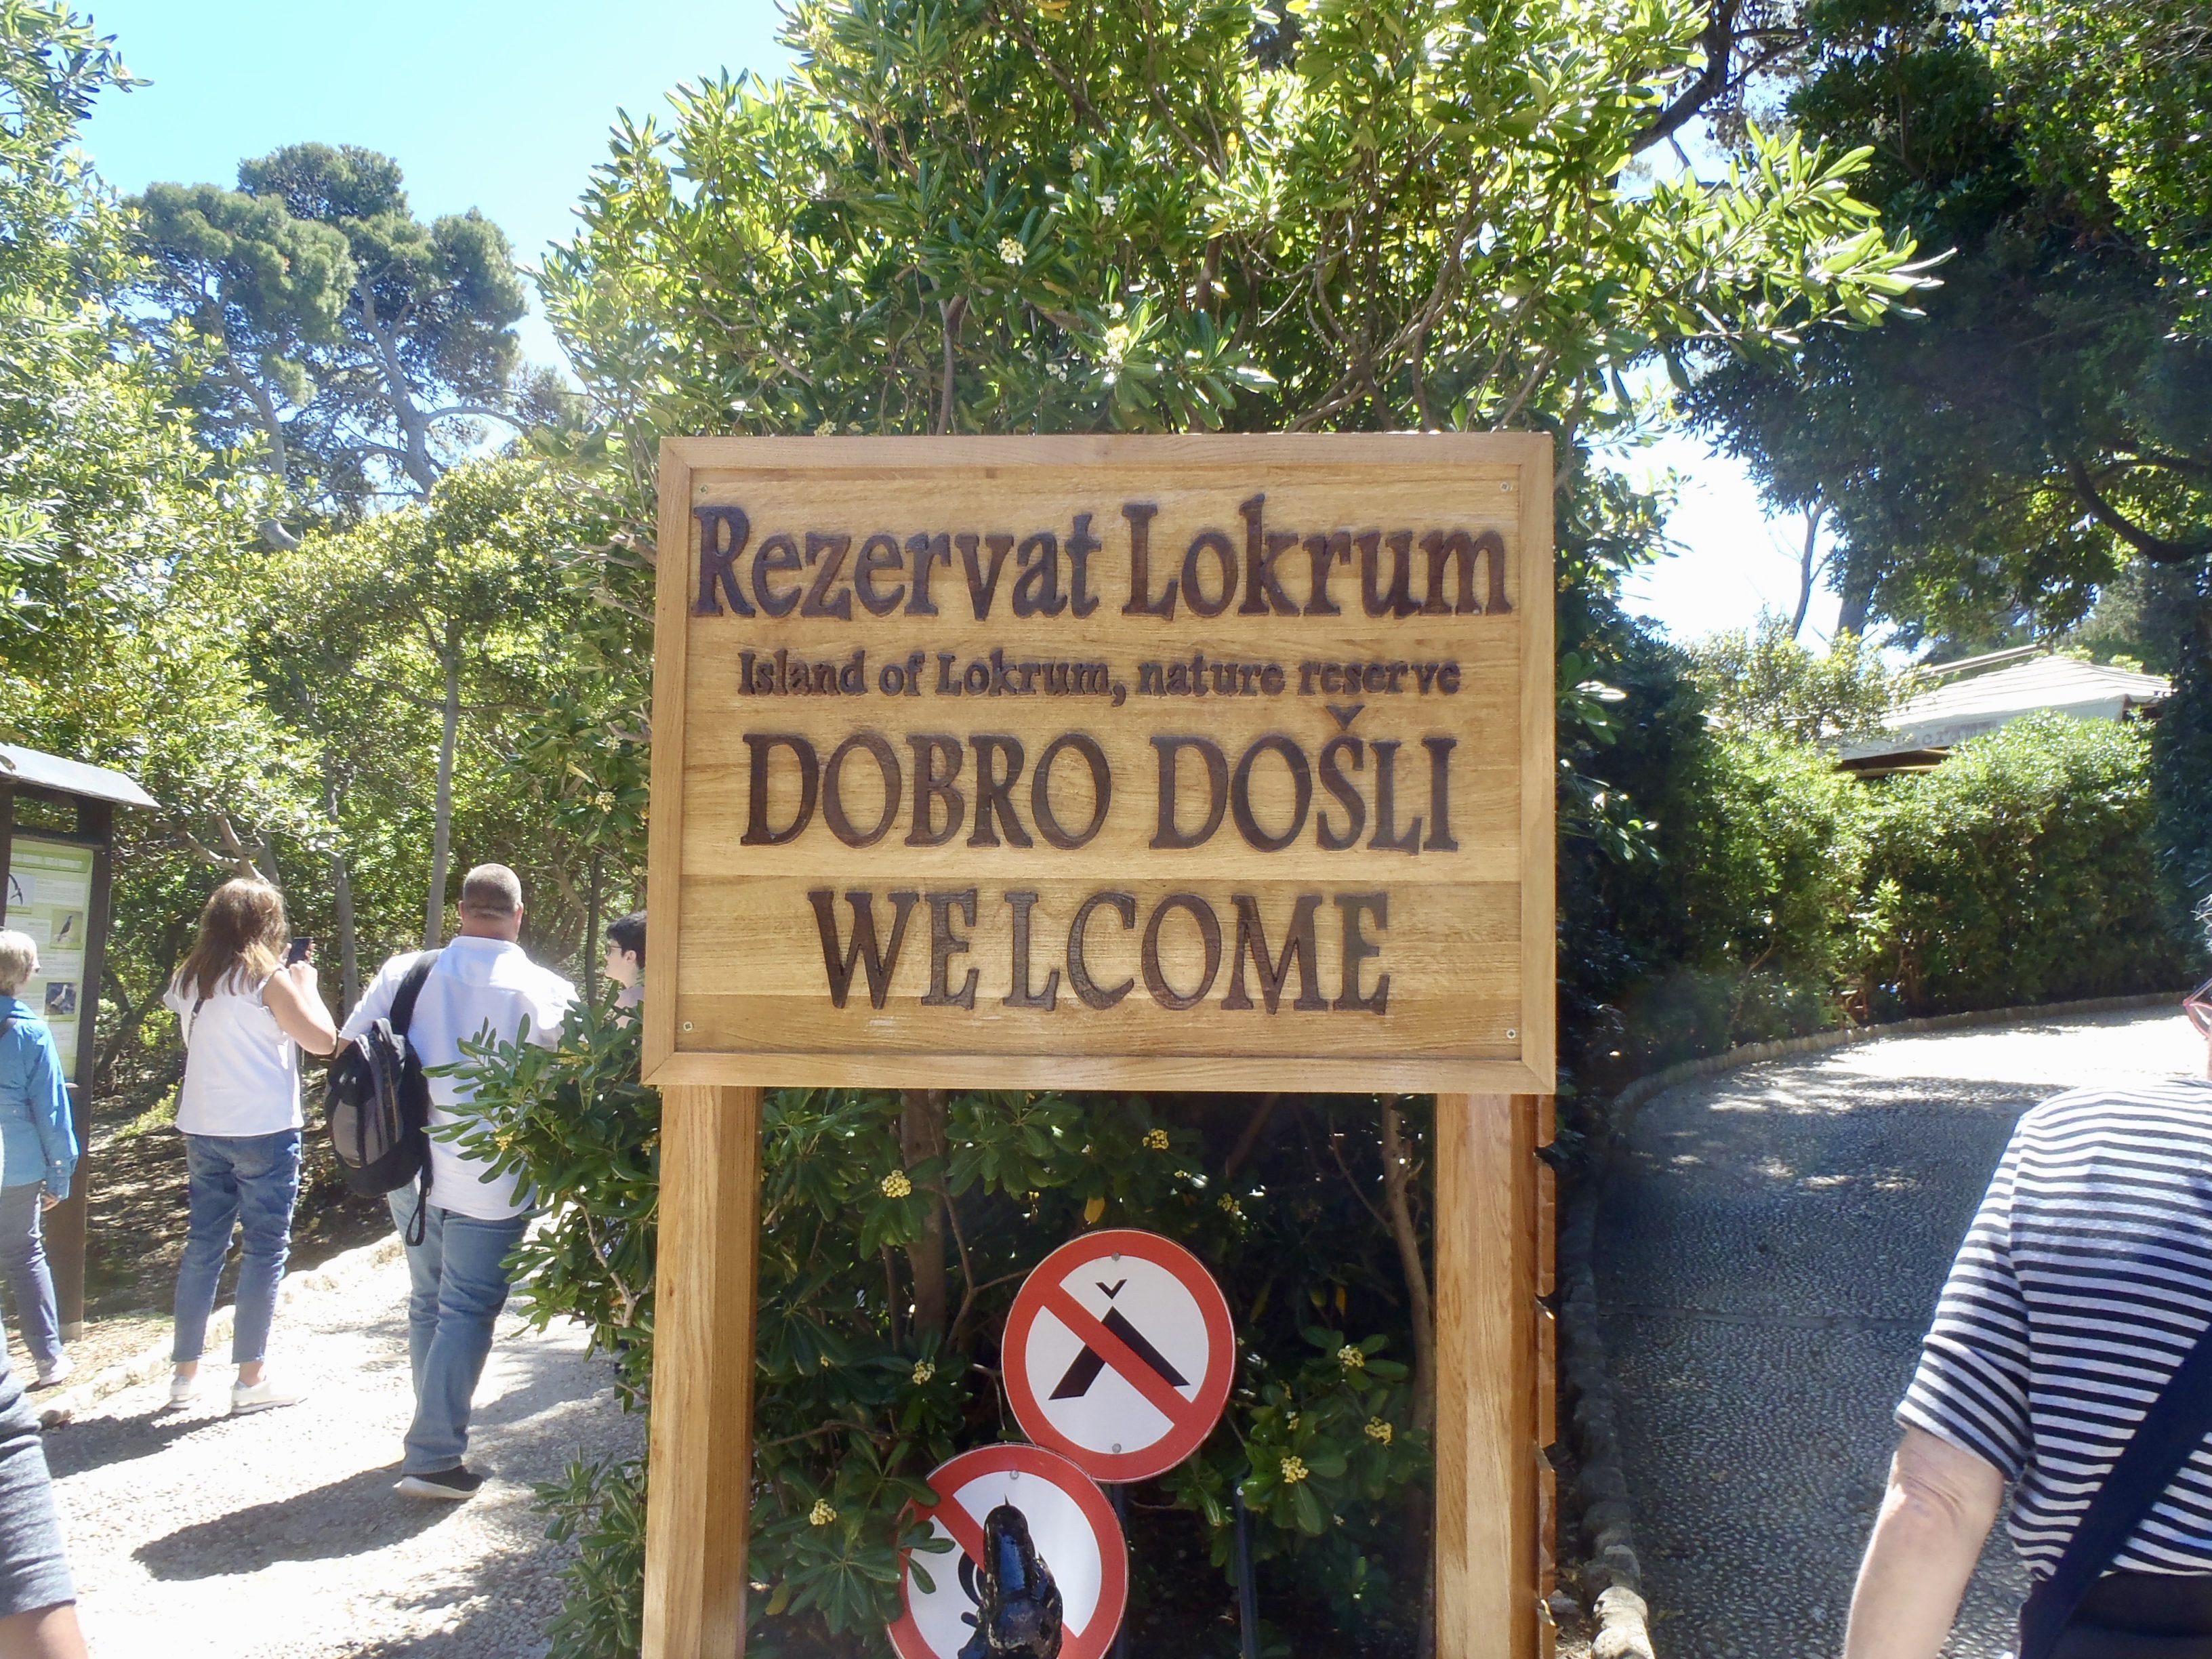 Rezervat Lokrum
Island of Lokrum, nature reserve
DOBRO DOŠLI
WELCOME